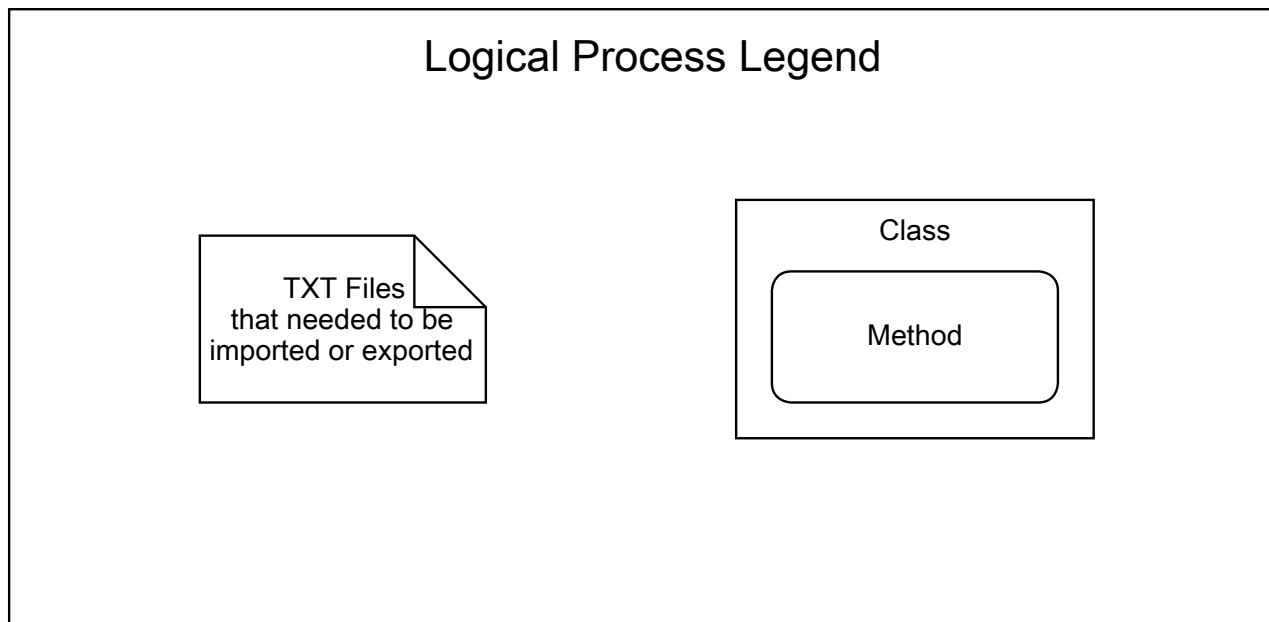 Logical Process Legend
TXT Files
that needed to be
imported or exported
Class
Method